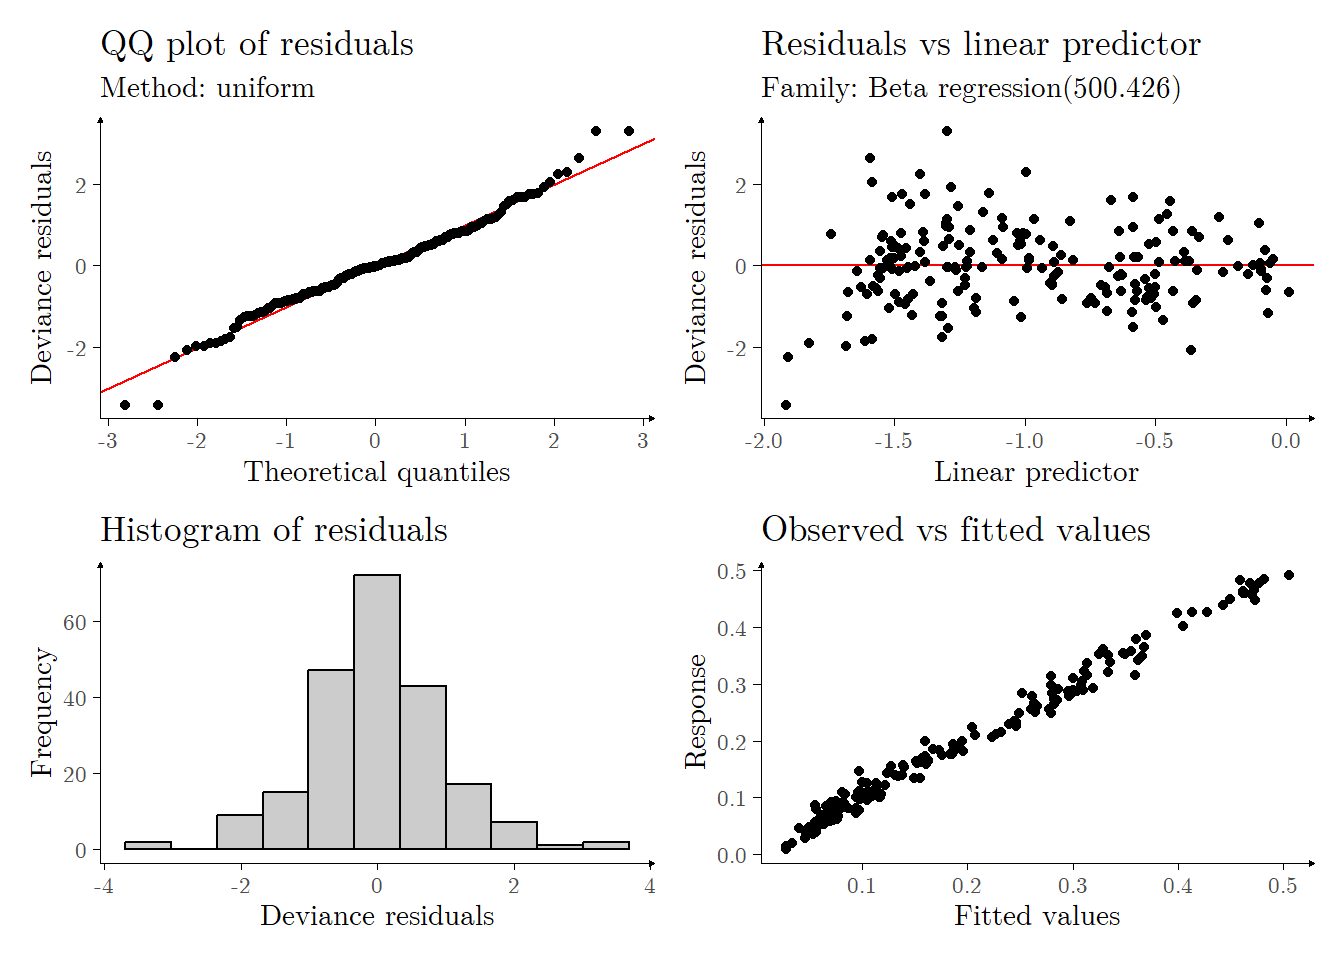 QQ plot of residuals
Method: uniform
Deviance residuals
2
0
-2
-3 -2 -1 0 1 2 3
Theoretical quantiles
Residuals vs linear predictor
Family: Beta regression(500.426)
Deviance residuals
2
0
-2
-2.0 -1.5 -1.0 -0.5 0.0
Linear predictor
Histogram of residuals
Frequency
60
40
20
0
-4 -2 0 2 4
Deviance residuals
Observed vs fitted values
Response
0.5
0.4
0.3
0.2
0.1
0.0
0.1 0.2 0.3 0.4 0.5
Fitted values